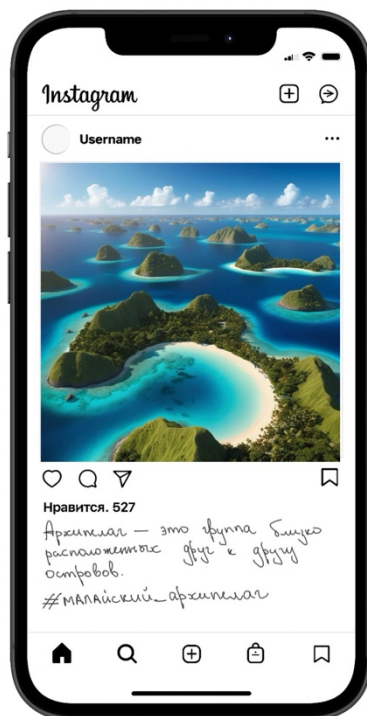 Instagram
Username
Нравится. 527
Архипелаг — это группа близко
расположенных друг к другу
островов.
#МАЛАйский_архипелаг